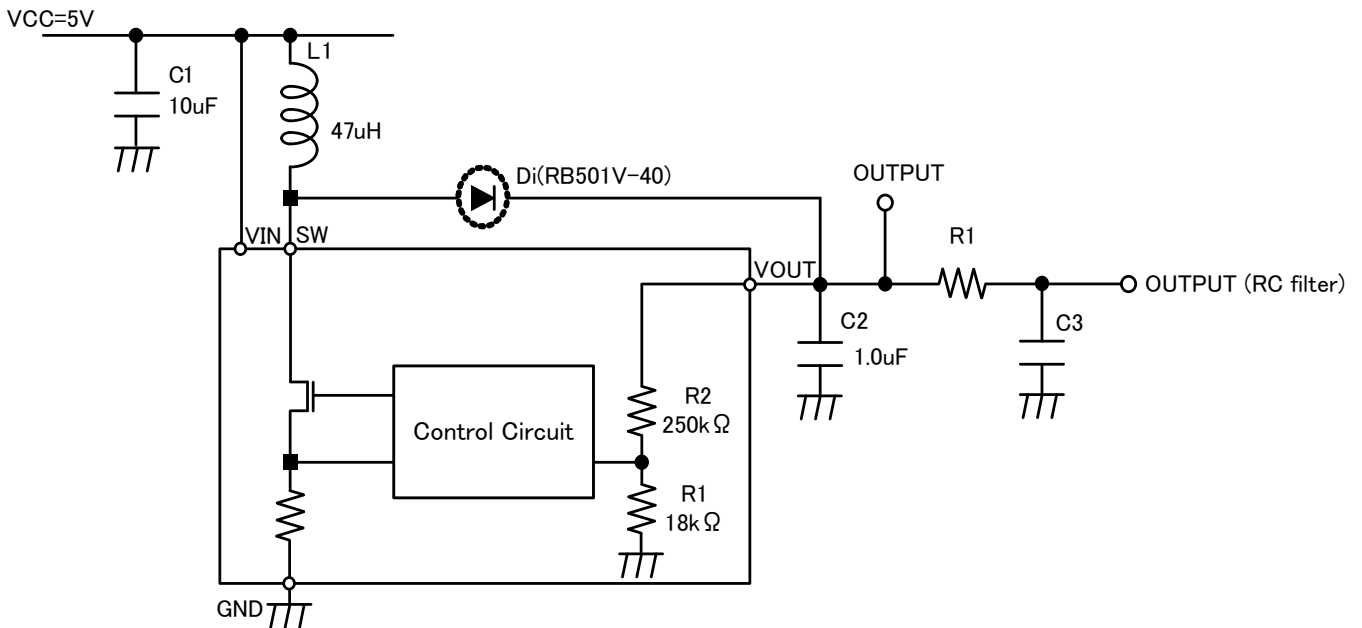 VCC=5V
L1
C1
10uF
47uH
Di(RB501V-40)
OUTPUT
VIN
SW
R1
VOUT
OUTPUT (RC filter)
C2
1.0uF
C3
R2
250kΩ
Control Circuit
R1
18kΩ
GND